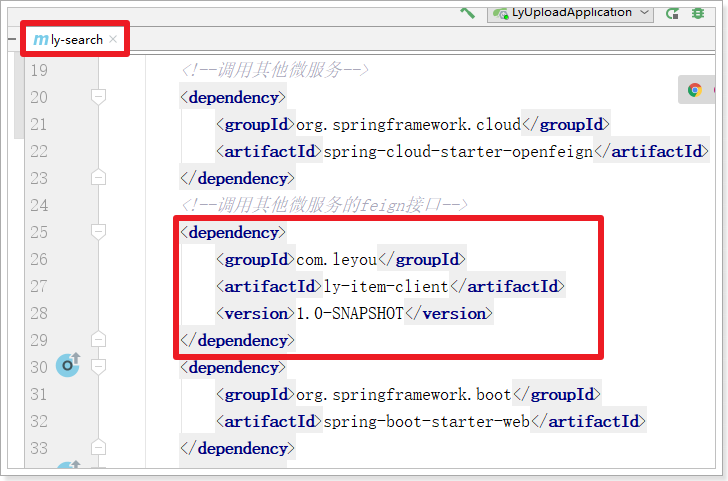 LyUploadApplication
m ly-search ×
19 <!--调用其他微服务-->
20 <dependency>
21 <groupId>org.springframework.cloud</groupId>
22 <artifactId>spring-cloud-starter-openfeign</artifactId>
23 </dependency>
24 <!--调用其他微服务的feign接口-->
25 <dependency>
26 <groupId>com.leyou</groupId>
27 <artifactId>ly-item-client</artifactId>
28 <version>1.0-SNAPSHOT</version>
29 </dependency>
30 <dependency>
31 <groupId>org.springframework.boot</groupId>
32 <artifactId>spring-boot-starter-web</artifactId>
33 </dependency>